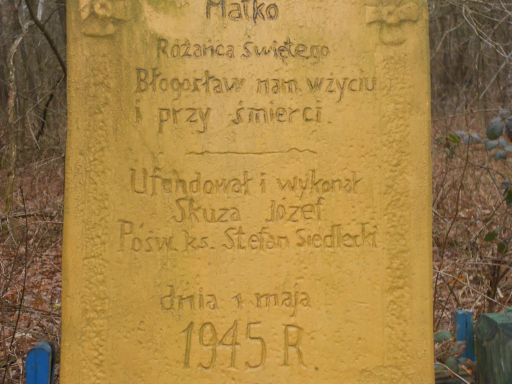 Matko
Różańca świętego
Błogosław nam w życiu
i przy śmierci.
Ufundował i wykonał
Skuza Józef
Pośw. ks. Stefan Siedlecki
dnia 1 maja
1945 R.